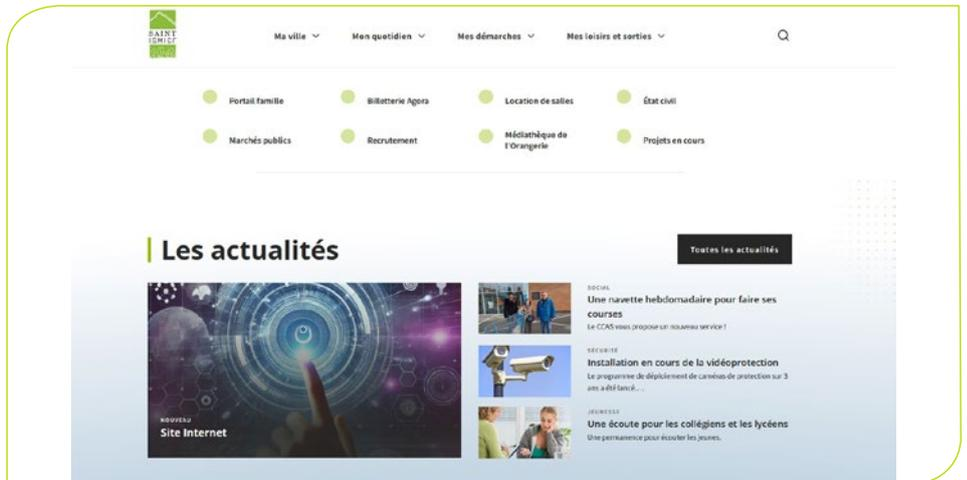 SAINT
ISMIER
Ma ville
Mon quotidien
Mes démarches
Mes loisirs et sorties
Portail famille
Billetterie Agora
Location de salles
État civil
Marchés publics
Recrutement
Médiathèque de
l'Orangerie
Projets en cours
Les actualités
Toutes les actualités
NOUVEAU
Site Internet
SOCIAL
Une navette hebdomadaire pour faire ses
courses
Le CCAS vous propose un nouveau service !
SÉCURITÉ
Installation en cours de la vidéoprotection
Le programme de déploiement de caméras de protection sur 3
ans a été lancé. ...
JEUNESSE
Une écoute pour les collégiens et les lycéens
Une permanence pour écouter les jeunes.